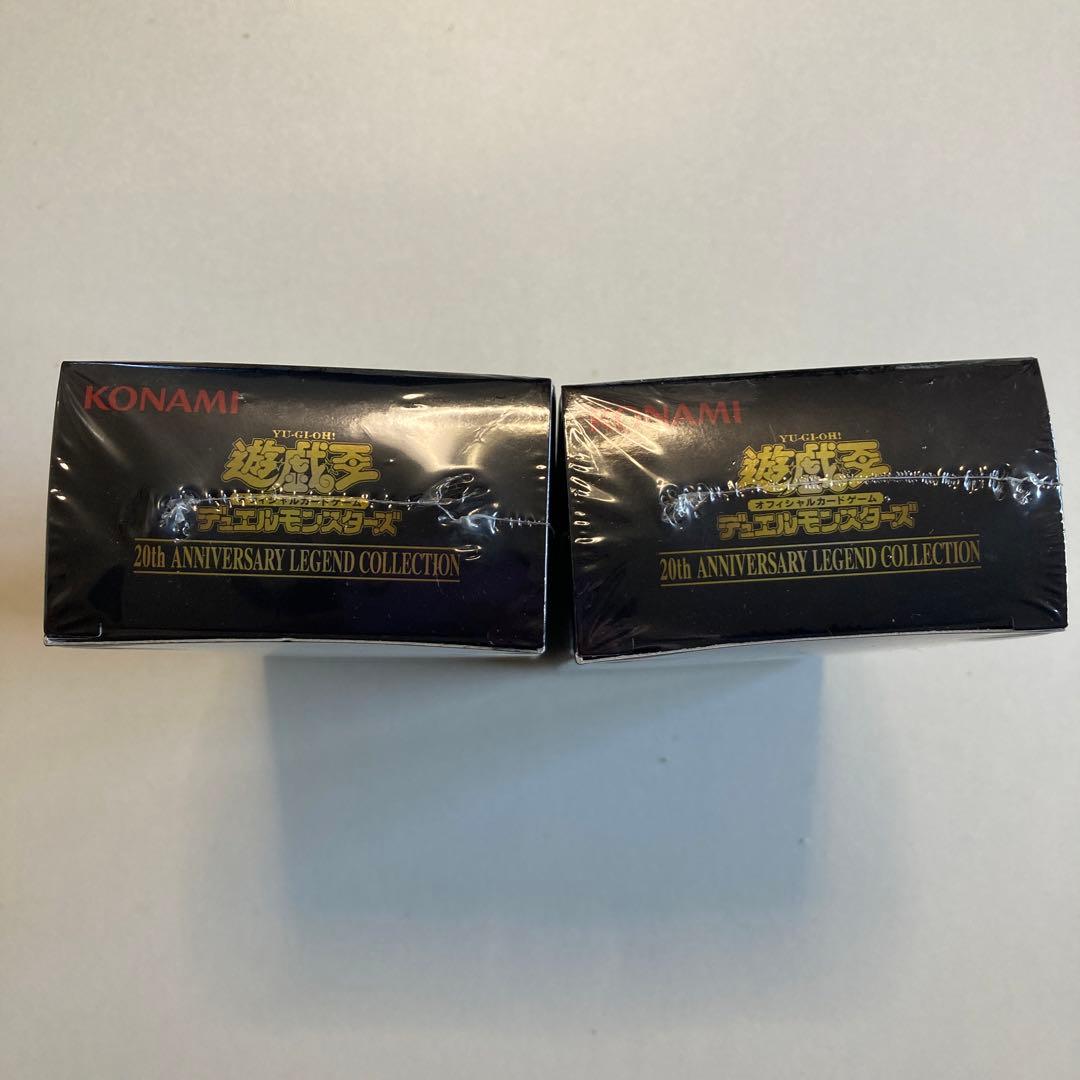 KONAMI
YU-GI-OH!
遊戯王
オフィシャルカードゲーム
デュエルモンスターズ
20th ANNIVERSARY LEGEND COLLECTION
KONAMI
YU-GI-OH!
遊戯王
オフィシャルカードゲーム
デュエルモンスターズ
20th ANNIVERSARY LEGEND COLLECTION